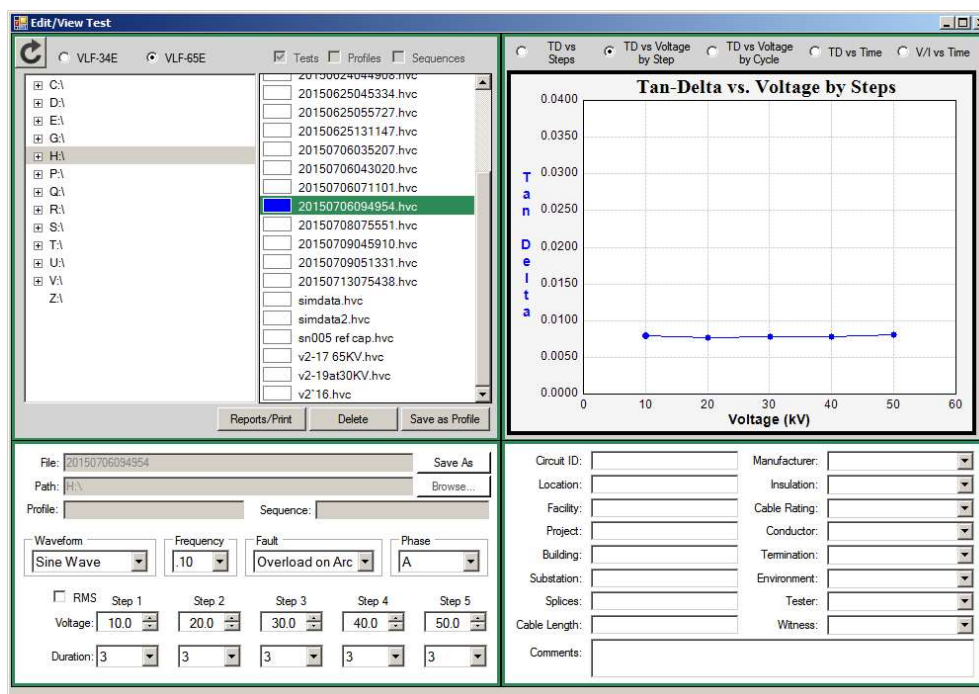 Edit/View Test
VLF-34E VLF-65E Tests Profiles Sequences
C:\
D:\
E:\
G:\
H:\
P:\
Q:\
R:\
S:\
T:\
U:\
V:\
Z:\
20150624044908.hvc
20150625045334.hvc
20150625055727.hvc
20150625131147.hvc
20150706035207.hvc
20150706043020.hvc
20150706071101.hvc
20150706094954.hvc
20150708075551.hvc
20150709045910.hvc
20150709051331.hvc
20150713075438.hvc
simdata.hvc
simdata2.hvc
sn005 ref cap.hvc
v2-17 65KV.hvc
v2-19at30KV.hvc
v2`16.hvc
Reports/Print Delete Save as Profile
TD vs Steps
TD vs Voltage by Step
TD vs Voltage by Cycle
TD vs Time
V/I vs Time
Tan-Delta vs. Voltage by Steps
Tan Delta
0.0400
0.0350
0.0300
0.0250
0.0200
0.0150
0.0100
0.0050
0.0000
0 10 20 30 40 50 60
Voltage (kV)
File: 20150706094954 Save As
Path: H:\ Browse...
Profile: Sequence:
Waveform Frequency Fault Phase
Sine Wave .10 Overload on Arc A
RMS Step 1 Step 2 Step 3 Step 4 Step 5
Voltage: 10.0 20.0 30.0 40.0 50.0
Duration: 3 3 3 3 3
Circuit ID: Manufacturer:
Location: Insulation:
Facility: Cable Rating:
Project: Conductor:
Building: Termination:
Substation: Environment:
Splices: Tester:
Cable Length: Witness:
Comments: